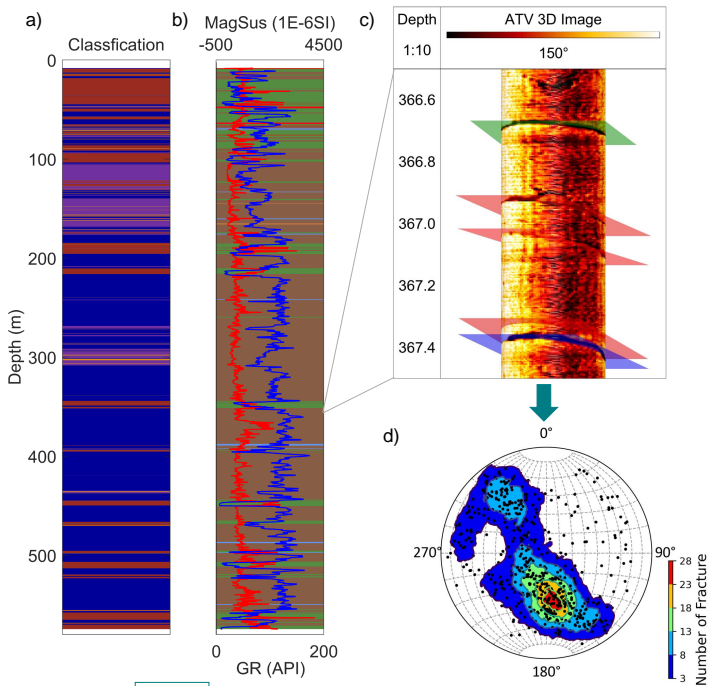 a)
Classfication
0
100
200
300
400
500
Depth (m)
b)
MagSus (1E-6SI)
-500 4500
0 200
GR (API)
c)
Depth ATV 3D Image
1:10 150°
366.6
366.8
367.0
367.2
367.4
d)
0°
270° 90°
180°
28
23
18
13
8
3
Number of Fracture